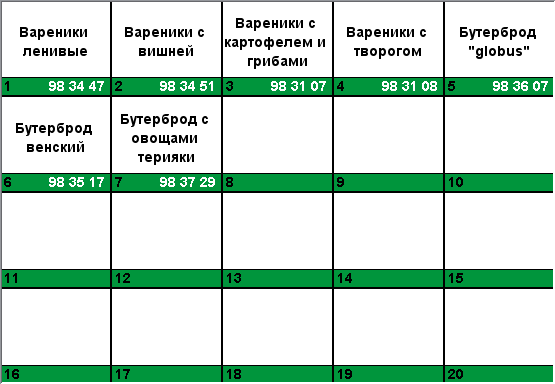 Вареники ленивые
Вареники с вишней
Вареники с картофелем и грибами
Вареники с творогом
Бутерброд "globus"
1 98 34 47
2 98 34 51
3 98 31 07
4 98 31 08
5 98 36 07
Бутерброд венский
Бутерброд с овощами терияки
6 98 35 17
7 98 37 29
8
9
10
11
12
13
14
15
16
17
18
19
20